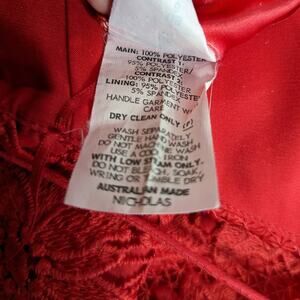 MAIN: 100% POLYESTER
CONTRAST 1:
95% POLYESTER/
5% SPANDEX
CONTRAST 2:
100% POLYESTER
LINING: 95% POLYESTER
5% SPANDEX
HANDLE GARMENT W
CARE
DRY CLEAN ONLY (P)
WASH SEPARATELY
GENTLE HAND WASH
DO NOT MACHINE WASH
USE A COOL IRON
WITH LOW STEAM ONLY.
DO NOT BLEACH, SOAK,
WRING OR TUMBLE DRY
AUSTRALIAN MADE
NICHOLAS